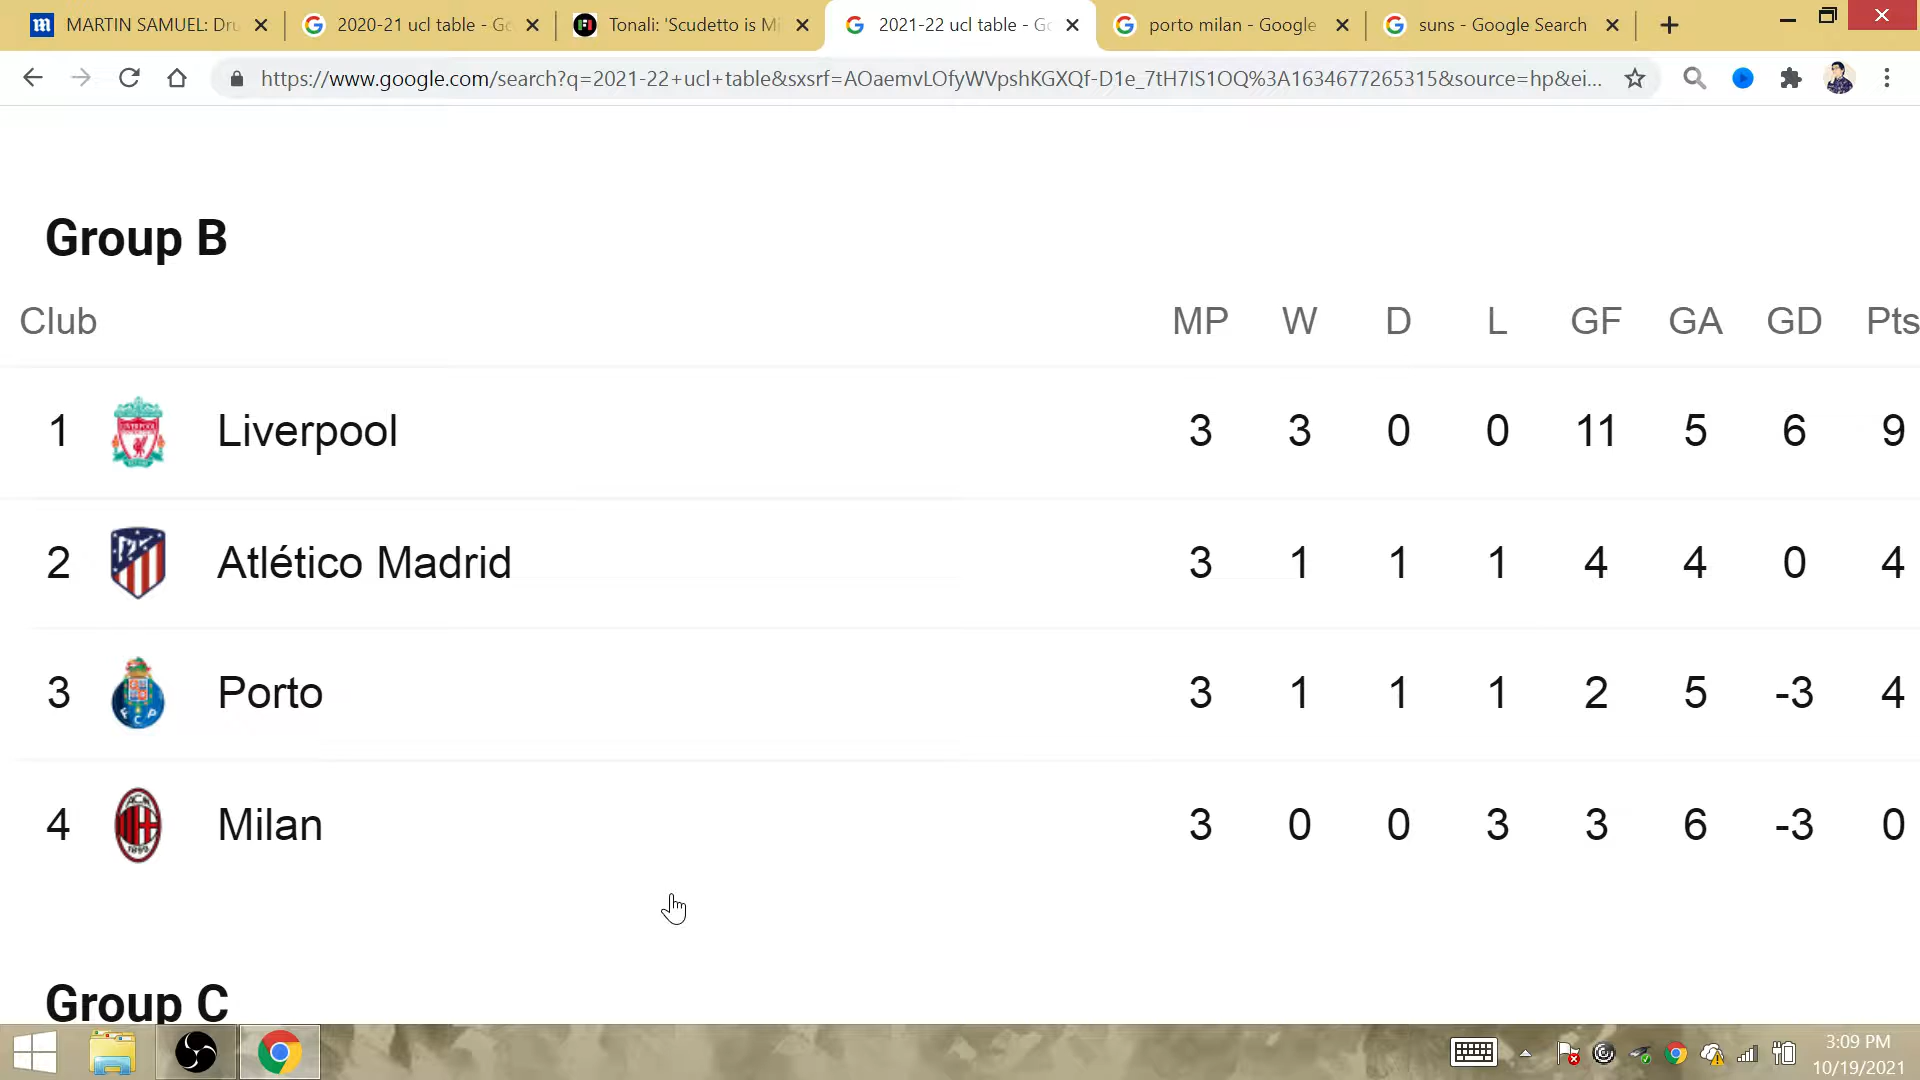 MARTIN SAMUEL: Dru
2020-21 ucl table - Go
Tonali: 'Scudetto is Mi
2021-22 ucl table - Go
porto milan - Google
suns - Google Search
https://www.google.com/search?q=2021-22+ucl+table&sxsrf=AOaemvLOfyWVpshKGXQf-D1e_7tH7IS1OQ%3A1634677265315&source=hp&ei...
Group B
Club MP W D L GF GA GD Pts
1 Liverpool 3 3 0 0 11 5 6 9
2 Atlético Madrid 3 1 1 1 4 4 0 4
3 Porto 3 1 1 1 2 5 -3 4
4 Milan 3 0 0 3 3 6 -3 0
Group C
3:09 PM
10/19/2021